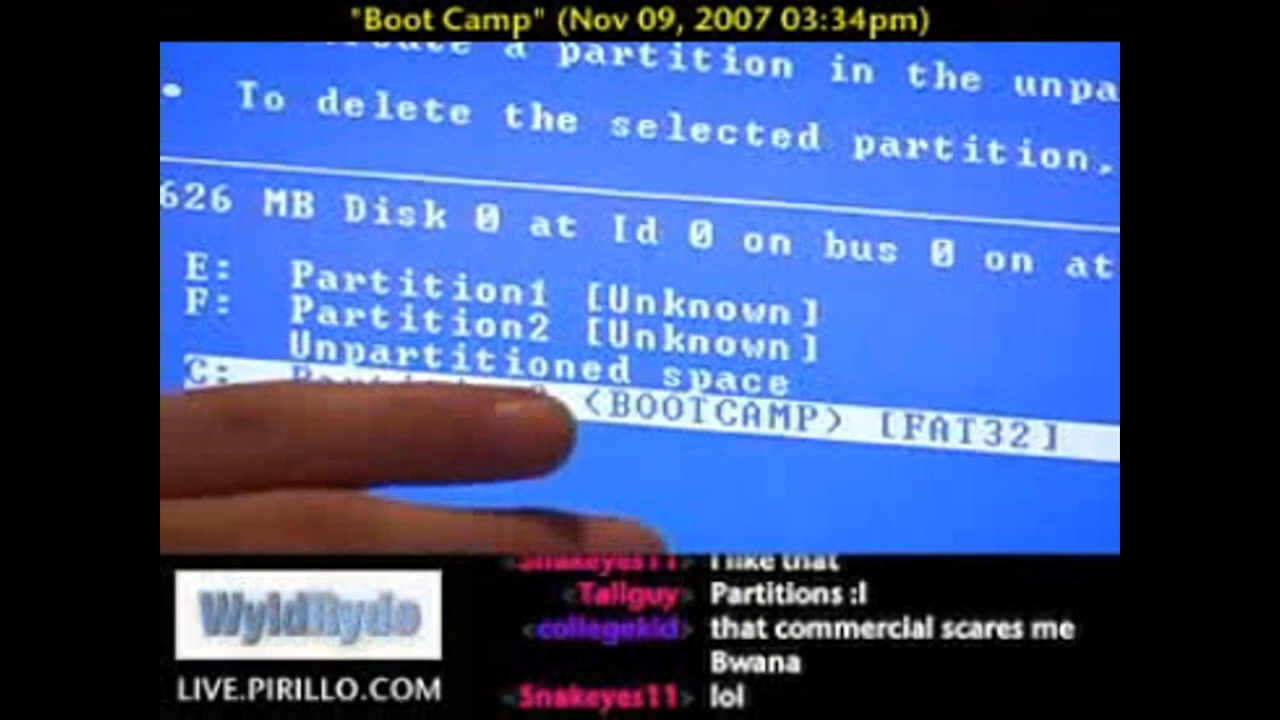 "Boot Camp" (Nov 09, 2007 03:34pm)
a partition in the unpa
• To delete the selected partition,
626 MB Disk 0 at Id 0 on bus 0 on at
E: Partition1 [Unknown]
F: Partition2 [Unknown]
Unpartitioned space
C: <BOOTCAMP> [FAT32]
<Snakeyes11> I like that
<Tallguy> Partitions :l
<collegekid> that commercial scares me
Bwana
<Snakeyes11> lol
WyldRyde
LIVE.PIRILLO.COM